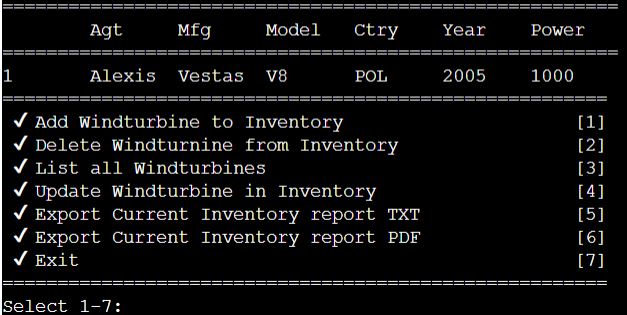 ========================================================
Agt Mfg Model Ctry Year Power
========================================================
1 Alexis Vestas V8 POL 2005 1000
=======================================================
✓ Add Windturbine to Inventory [1]
✓ Delete Windturnine from Inventory [2]
✓ List all Windturbines [3]
✓ Update Windturbine in Inventory [4]
✓ Export Current Inventory report TXT [5]
✓ Export Current Inventory report PDF [6]
✓ Exit [7]
=======================================================
Select 1-7: